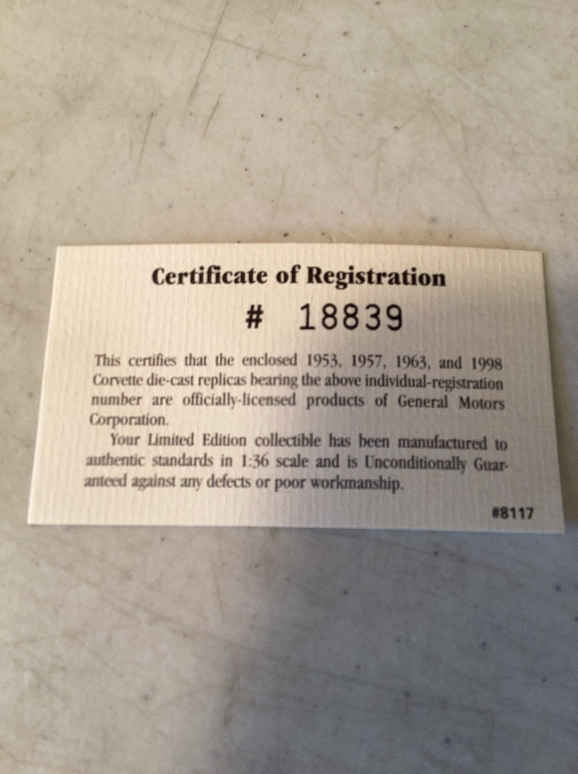 Certificate of Registration
# 18839
This certifies that the enclosed 1953, 1957, 1963, and 1998
Corvette die-cast replicas bearing the above individual-registration
number are officially-licensed products of General Motors
Corporation.
Your Limited Edition collectible has been manufactured to
authentic standards in 1:36 scale and is Unconditionally Guar-
anteed against any defects or poor workmanship.
#8117